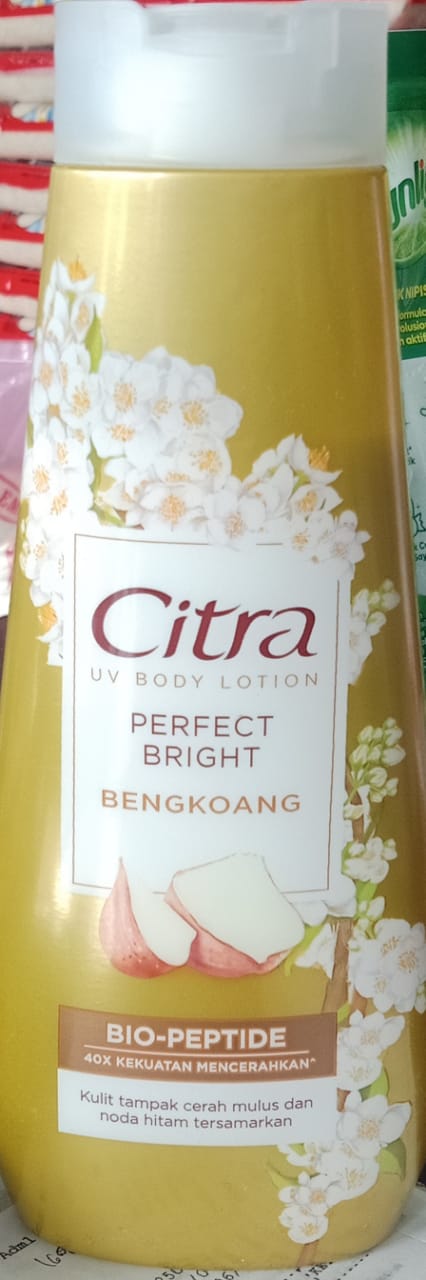 Citra
UV BODY LOTION
PERFECT
BRIGHT
BENGKOANG
BIO-PEPTIDE
40X KEKUATAN MENCERAHKAN^
Kulit tampak cerah mulus dan
noda hitam tersamarkan
NIPIS